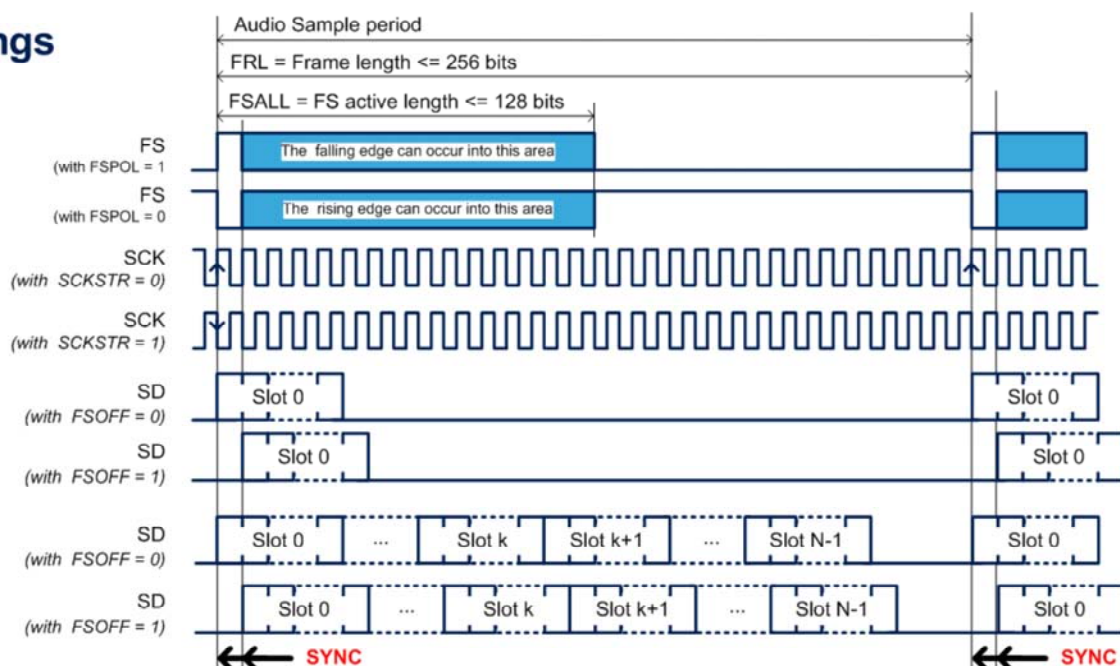 ngs
Audio Sample period
FRL = Frame length <= 256 bits
FSALL = FS active length <= 128 bits
FS
(with FSPOL = 1
The falling edge can occur into this area
FS
(with FSPOL = 0
The rising edge can occur into this area
SCK
(with SCKSTR = 0)
SCK
(with SCKSTR = 1)
SD
(with FSOFF = 0)
Slot 0 Slot 0
SD
(with FSOFF = 1)
Slot 0 Slot 0
SD
(with FSOFF = 0)
Slot 0 ... Slot k Slot k+1 ... Slot N-1 Slot 0
SD
(with FSOFF = 1)
Slot 0 ... Slot k Slot k+1 ... Slot N-1 Slot 0
SYNC SYNC